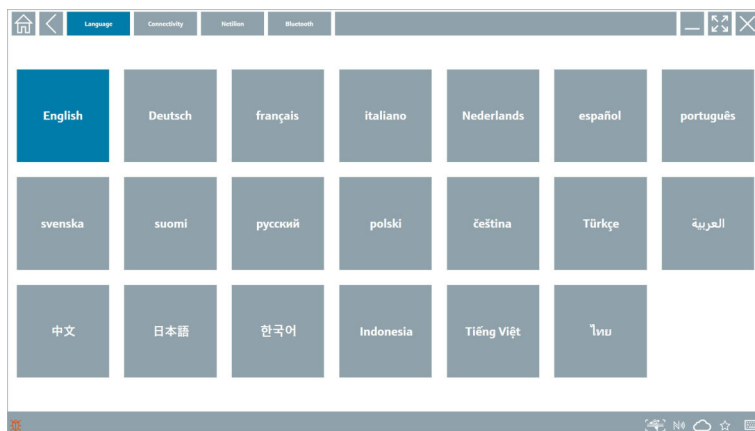 Language Connectivity Netilion Bluetooth
English Deutsch français italiano Nederlands español português
svenska suomi русский polski čeština Türkçe العربية
中文 日本語 한국어 Indonesia Tiếng Việt ไทย